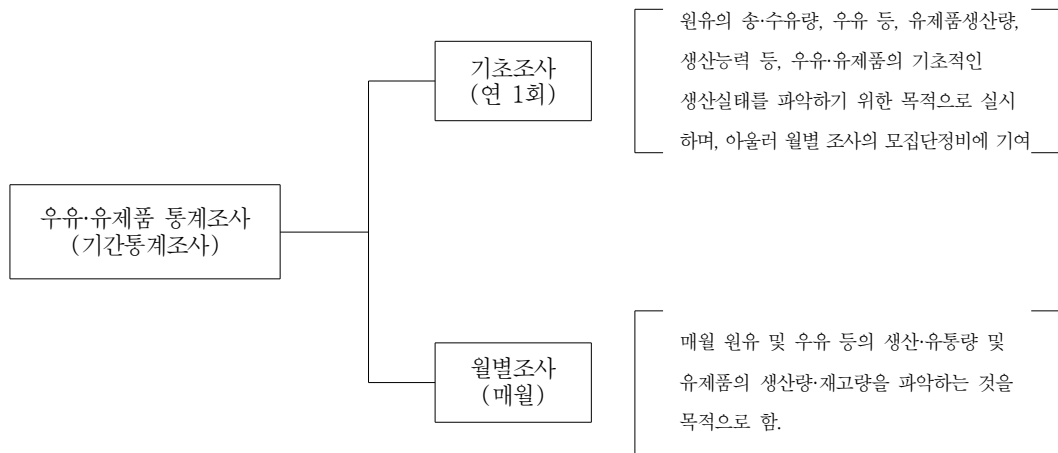 우유·유제품 통계조사
(기간통계조사)
기초조사
(연 1회)
원유의 송·수유량, 우유 등, 유제품생산량,
생산능력 등, 우유·유제품의 기초적인
생산실태를 파악하기 위한 목적으로 실시
하며, 아울러 월별 조사의 모집단정비에 기여
월별조사
(매월)
매월 원유 및 우유 등의 생산·유통량 및
유제품의 생산량·재고량을 파악하는 것을
목적으로 함.